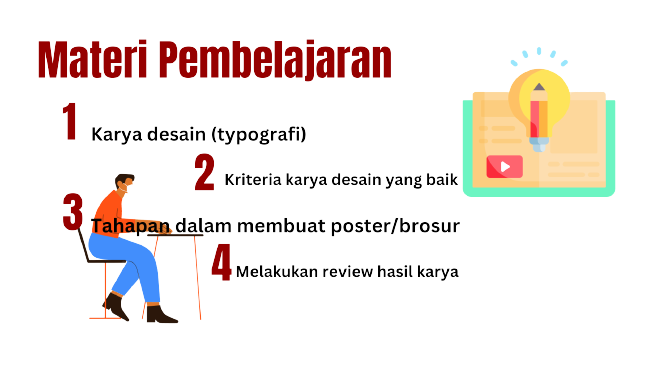 Materi Pembelajaran
1 Karya desain (typografi)
2 Kriteria karya desain yang baik
3 Tahapan dalam membuat poster/brosur
4 Melakukan review hasil karya